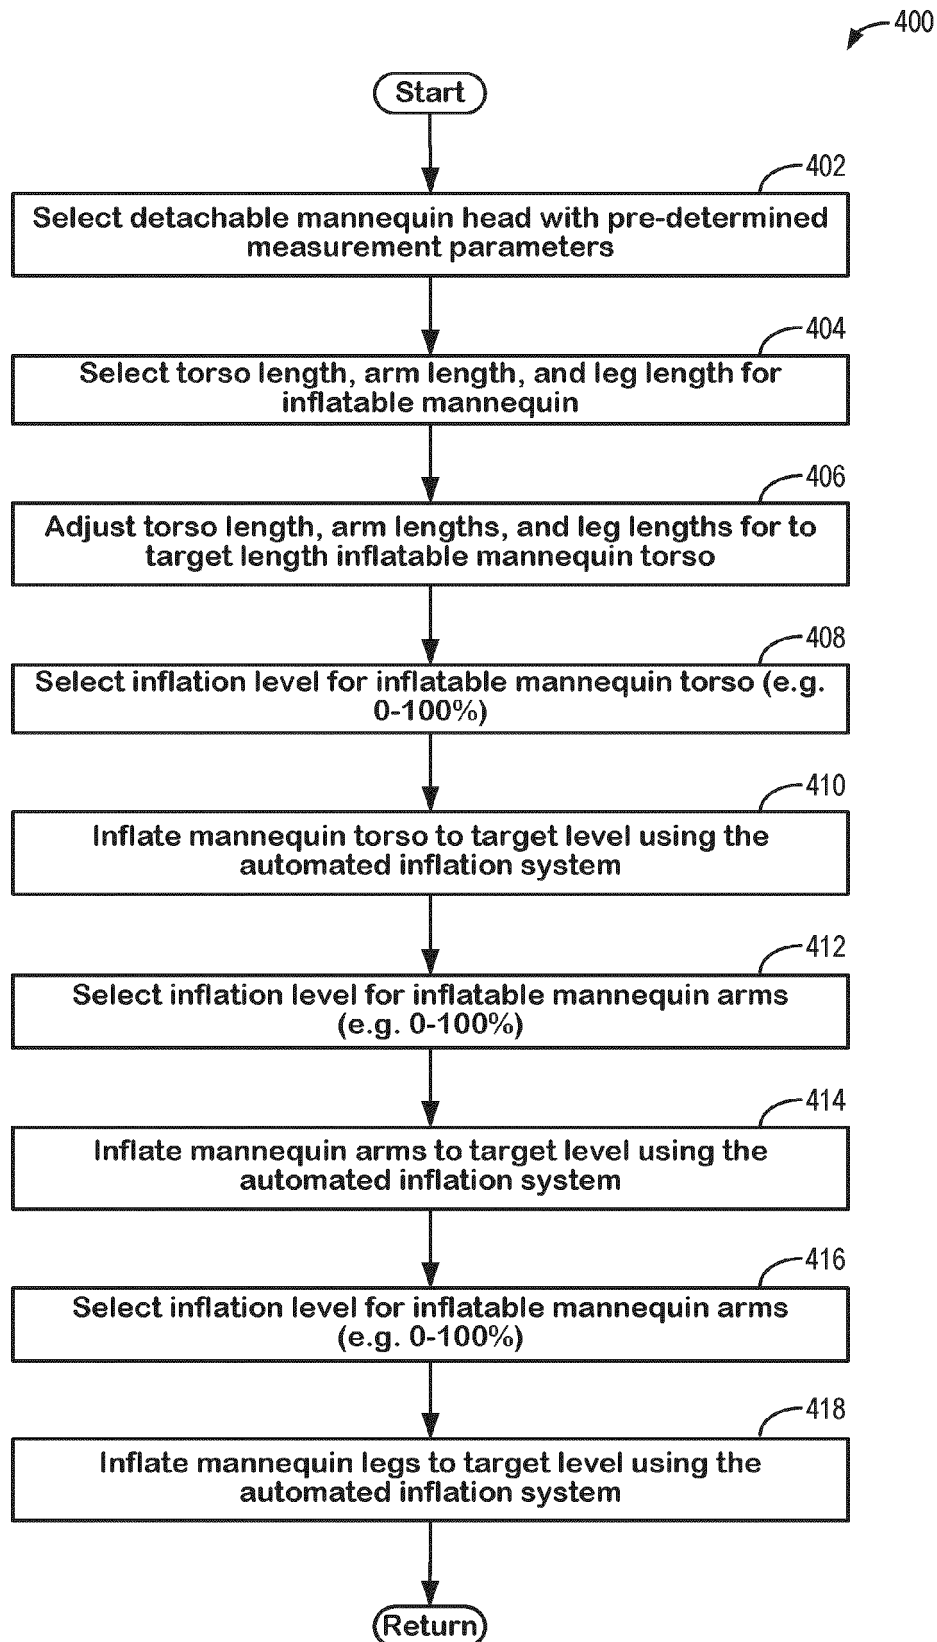 400
Start
402
Select detachable mannequin head with pre-determined
measurement parameters
404
Select torso length, arm length, and leg length for
inflatable mannequin
406
Adjust torso length, arm lengths, and leg lengths for to
target length inflatable mannequin torso
408
Select inflation level for inflatable mannequin torso (e.g.
0-100%)
410
Inflate mannequin torso to target level using the
automated inflation system
412
Select inflation level for inflatable mannequin arms
(e.g. 0-100%)
414
Inflate mannequin arms to target level using the
automated inflation system
416
Select inflation level for inflatable mannequin arms
(e.g. 0-100%)
418
Inflate mannequin legs to target level using the
automated inflation system
Return